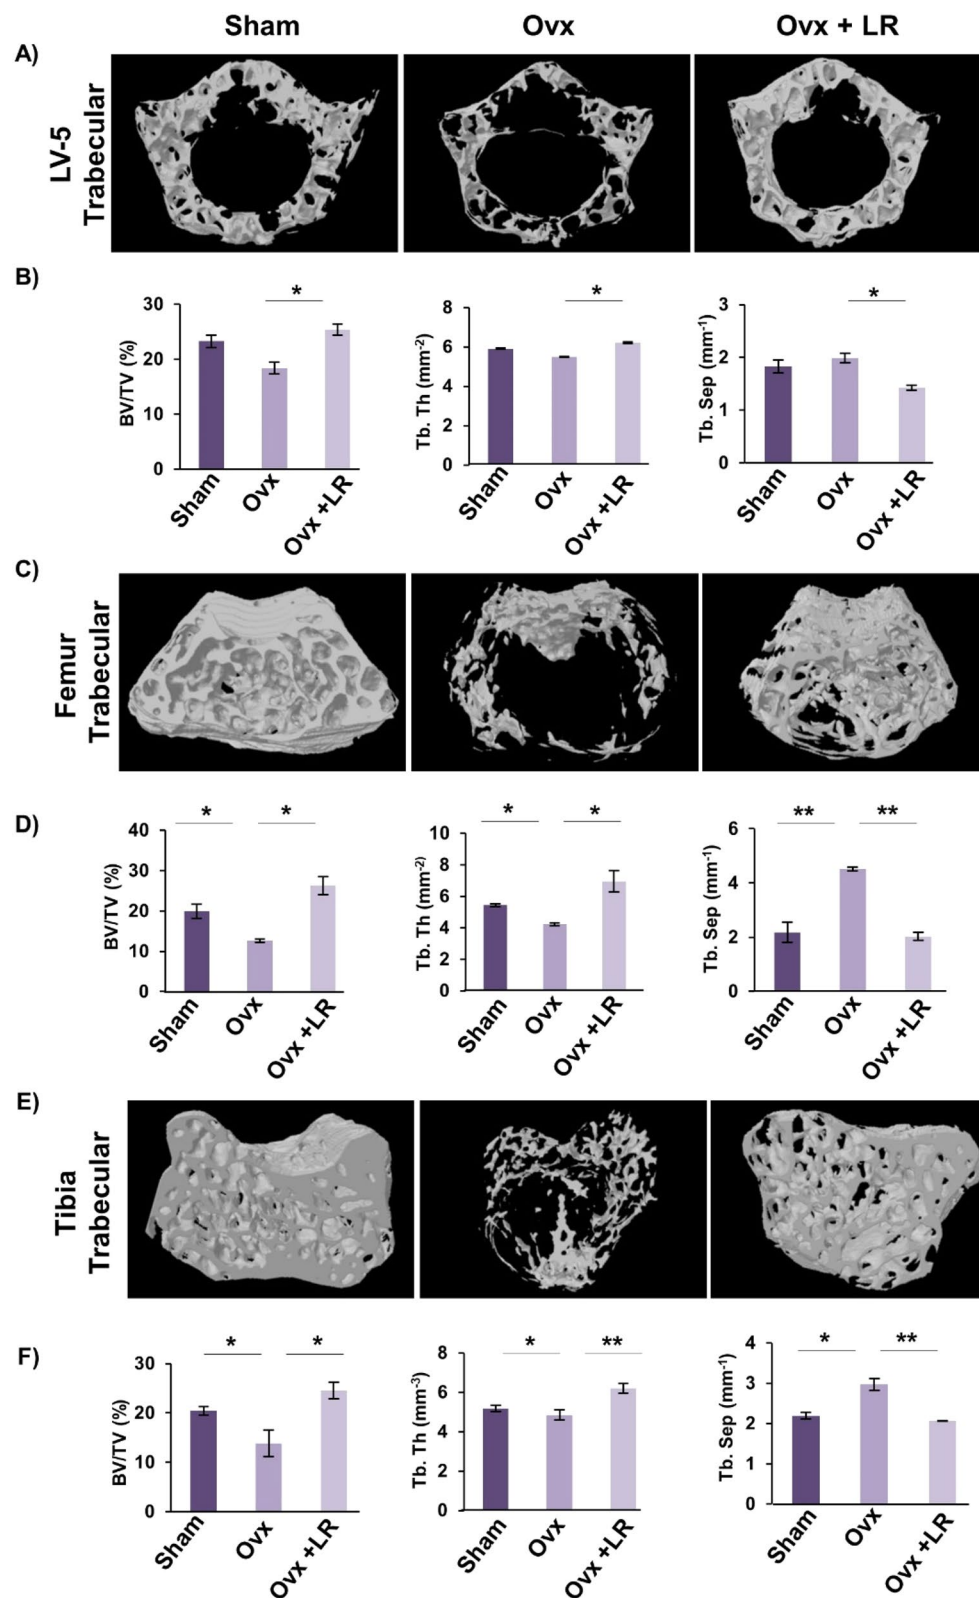 Sham Ovx Ovx + LR
A)
LV-5
Trabecular
B)
*
BV/TV (%)
30
20
10
0
Sham Ovx Ovx +LR
*
Tb. Th (mm-2)
8
6
4
2
0
Sham Ovx Ovx +LR
*
Tb. Sep (mm-1)
3
2
1
0
Sham Ovx Ovx +LR
C)
Femur
Trabecular
D)
* *
BV/TV (%)
40
30
20
10
0
Sham Ovx Ovx +LR
* *
Tb. Th (mm-2)
10
8
6
4
2
0
Sham Ovx Ovx +LR
** **
Tb. Sep (mm-1)
6
4
2
0
Sham Ovx Ovx +LR
E)
Tibia
Trabecular
F)
* *
BV/TV (%)
30
20
10
0
Sham Ovx Ovx +LR
* **
Tb. Th (mm-3)
8
6
4
2
0
Sham Ovx Ovx +LR
* **
Tb. Sep (mm-1)
4
3
2
1
0
Sham Ovx Ovx +LR